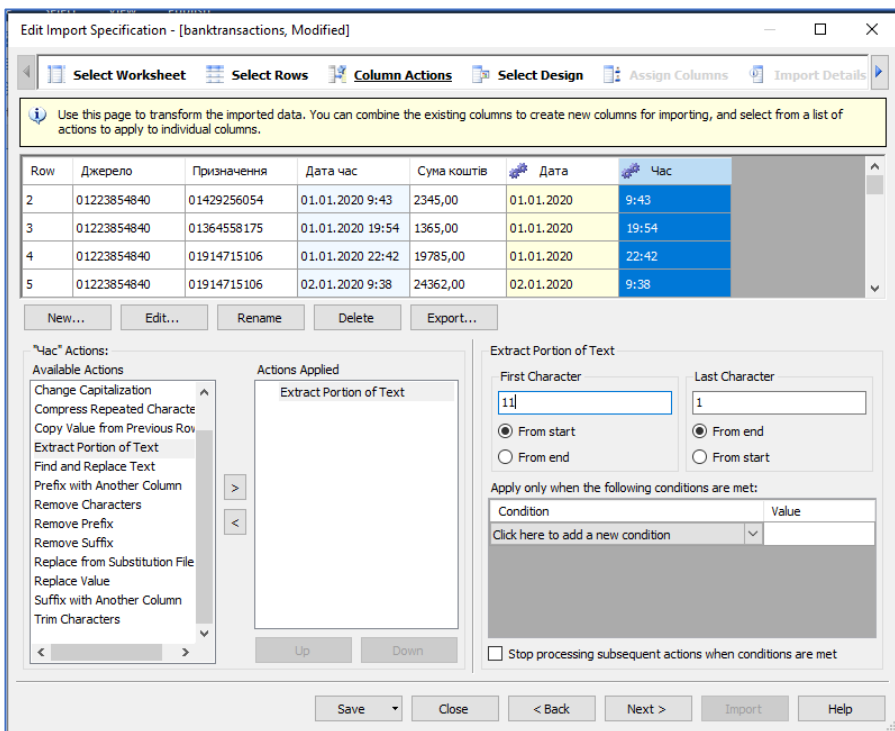 Edit Import Specification - [banktransactions, Modified]
Select Worksheet Select Rows Column Actions Select Design Assign Columns Import Details
Use this page to transform the imported data. You can combine the existing columns to create new columns for importing, and select from a list of
actions to apply to individual columns.
Row Джерело Призначення Дата час Сума коштів Дата Час
2 01223854840 01429256054 01.01.2020 9:43 2345,00 01.01.2020 9:43
3 01223854840 01364558175 01.01.2020 19:54 1365,00 01.01.2020 19:54
4 01223854840 01914715106 01.01.2020 22:42 19785,00 01.01.2020 22:42
5 01223854840 01914715106 02.01.2020 9:38 24362,00 02.01.2020 9:38
New... Edit... Rename Delete Export...
"Час" Actions:
Available Actions
Change Capitalization
Compress Repeated Characte
Copy Value from Previous Rov
Extract Portion of Text
Find and Replace Text
Prefix with Another Column
Remove Characters
Remove Prefix
Remove Suffix
Replace from Substitution File
Replace Value
Suffix with Another Column
Trim Characters
>
<
Actions Applied
Extract Portion of Text
Up Down
Extract Portion of Text
First Character Last Character
11 1
From start From end
From end From start
Apply only when the following conditions are met:
Condition Value
Click here to add a new condition
Stop processing subsequent actions when conditions are met
Save Close < Back Next > Import Help